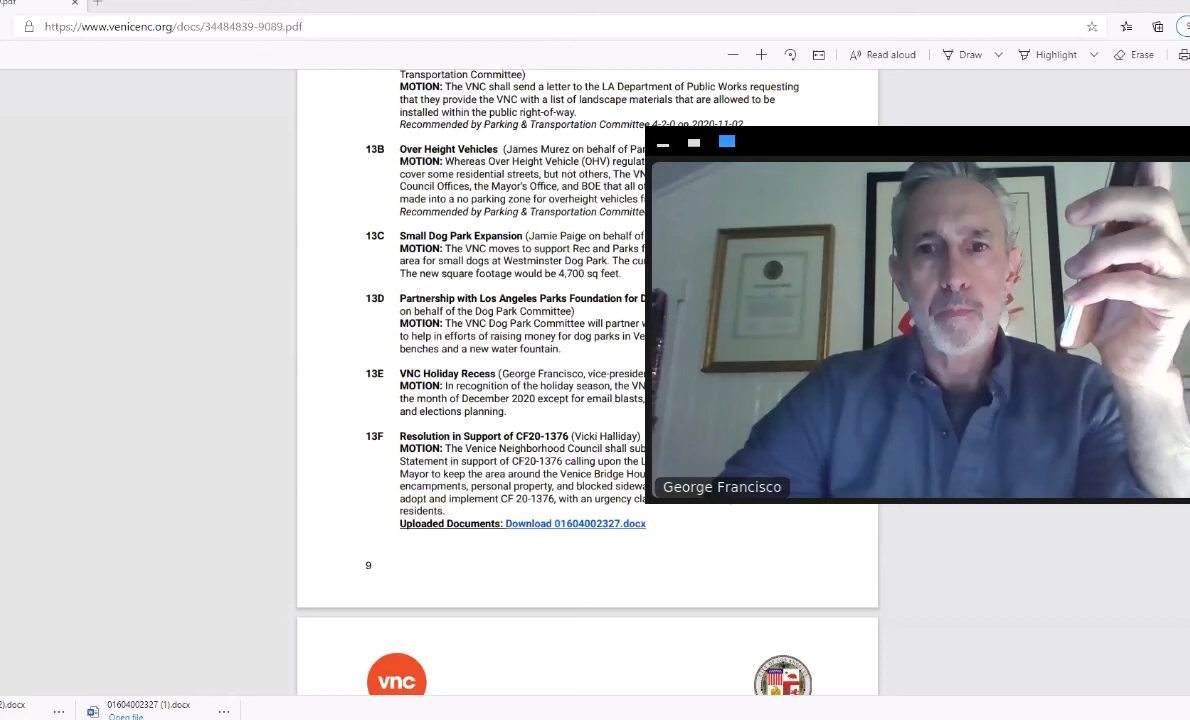 .pdf
https://www.venicenc.org/docs/34484839-9089.pdf
Read aloud Draw Highlight Erase
Transportation Committee)
MOTION: The VNC shall send a letter to the LA Department of Public Works requesting
that they provide the VNC with a list of landscape materials that are allowed to be
installed within the public right-of-way.
Recommended by Parking & Transportation Committee 4-2-0 on 2020-11-02
13B Over Height Vehicles (James Murez on behalf of Par
MOTION: Whereas Over Height Vehicle (OHV) regulat
cover some residential streets, but not others, The VN
Council Offices, the Mayor's Office, and BOE that all of
made into a no parking zone for overheight vehicles f
Recommended by Parking & Transportation Committe
13C Small Dog Park Expansion (Jamie Paige on behalf of
MOTION: The VNC moves to support Rec and Parks f
area for small dogs at Westminster Dog Park. The cu
The new square footage would be 4,700 sq feet.
13D Partnership with Los Angeles Parks Foundation for D
on behalf of the Dog Park Committee)
MOTION: The VNC Dog Park Committee will partner w
to help in efforts of raising money for dog parks in Ve
benches and a new water fountain.
13E VNC Holiday Recess (George Francisco, vice-presider
MOTION: In recognition of the holiday season, the VN
the month of December 2020 except for email blasts,
and elections planning.
13F Resolution in Support of CF20-1376 (Vicki Halliday)
MOTION: The Venice Neighborhood Council shall sub
Statement in support of CF20-1376 calling upon the L
Mayor to keep the area around the Venice Bridge Hou
encampments, personal property, and blocked sidewa
adopt and implement CF 20-1376, with an urgency cla
residents.
Uploaded Documents: Download 01604002327.docx
9
George Francisco
vnc
2).docx
01604002327 (1).docx
Open file